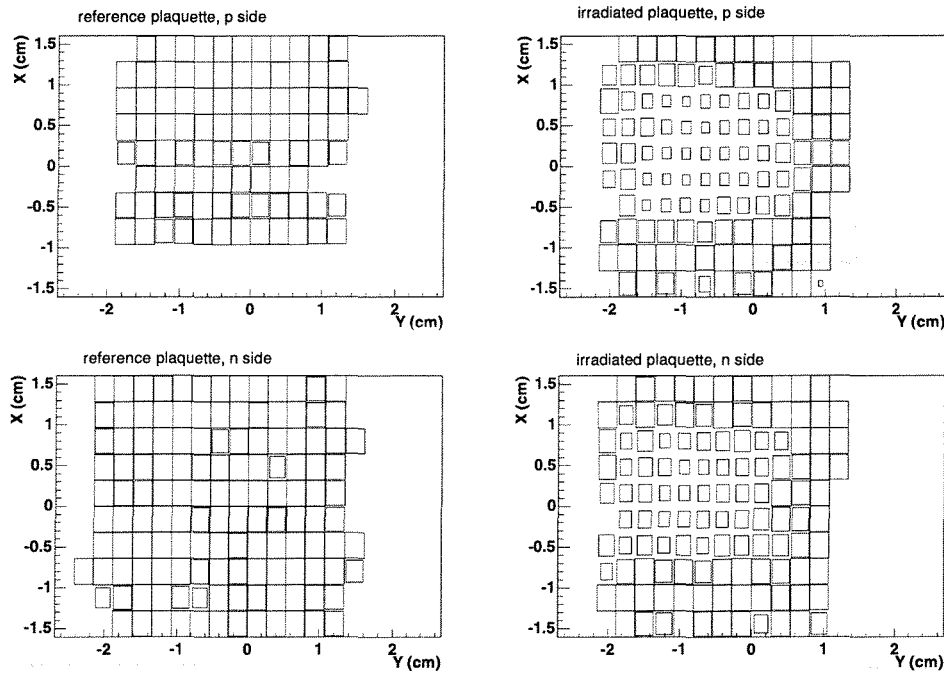 reference plaquette, p side
X (cm)
1.5
1
0.5
0
-0.5
-1
-1.5
-2 -1 0 1 2
Y (cm)
irradiated plaquette, p side
X (cm)
1.5
1
0.5
0
-0.5
-1
-1.5
-2 -1 0 1 2
Y (cm)
reference plaquette, n side
X (cm)
1.5
1
0.5
0
-0.5
-1
-1.5
-2 -1 0 1 2
Y (cm)
irradiated plaquette, n side
X (cm)
1.5
1
0.5
0
-0.5
-1
-1.5
-2 -1 0 1 2
Y (cm)